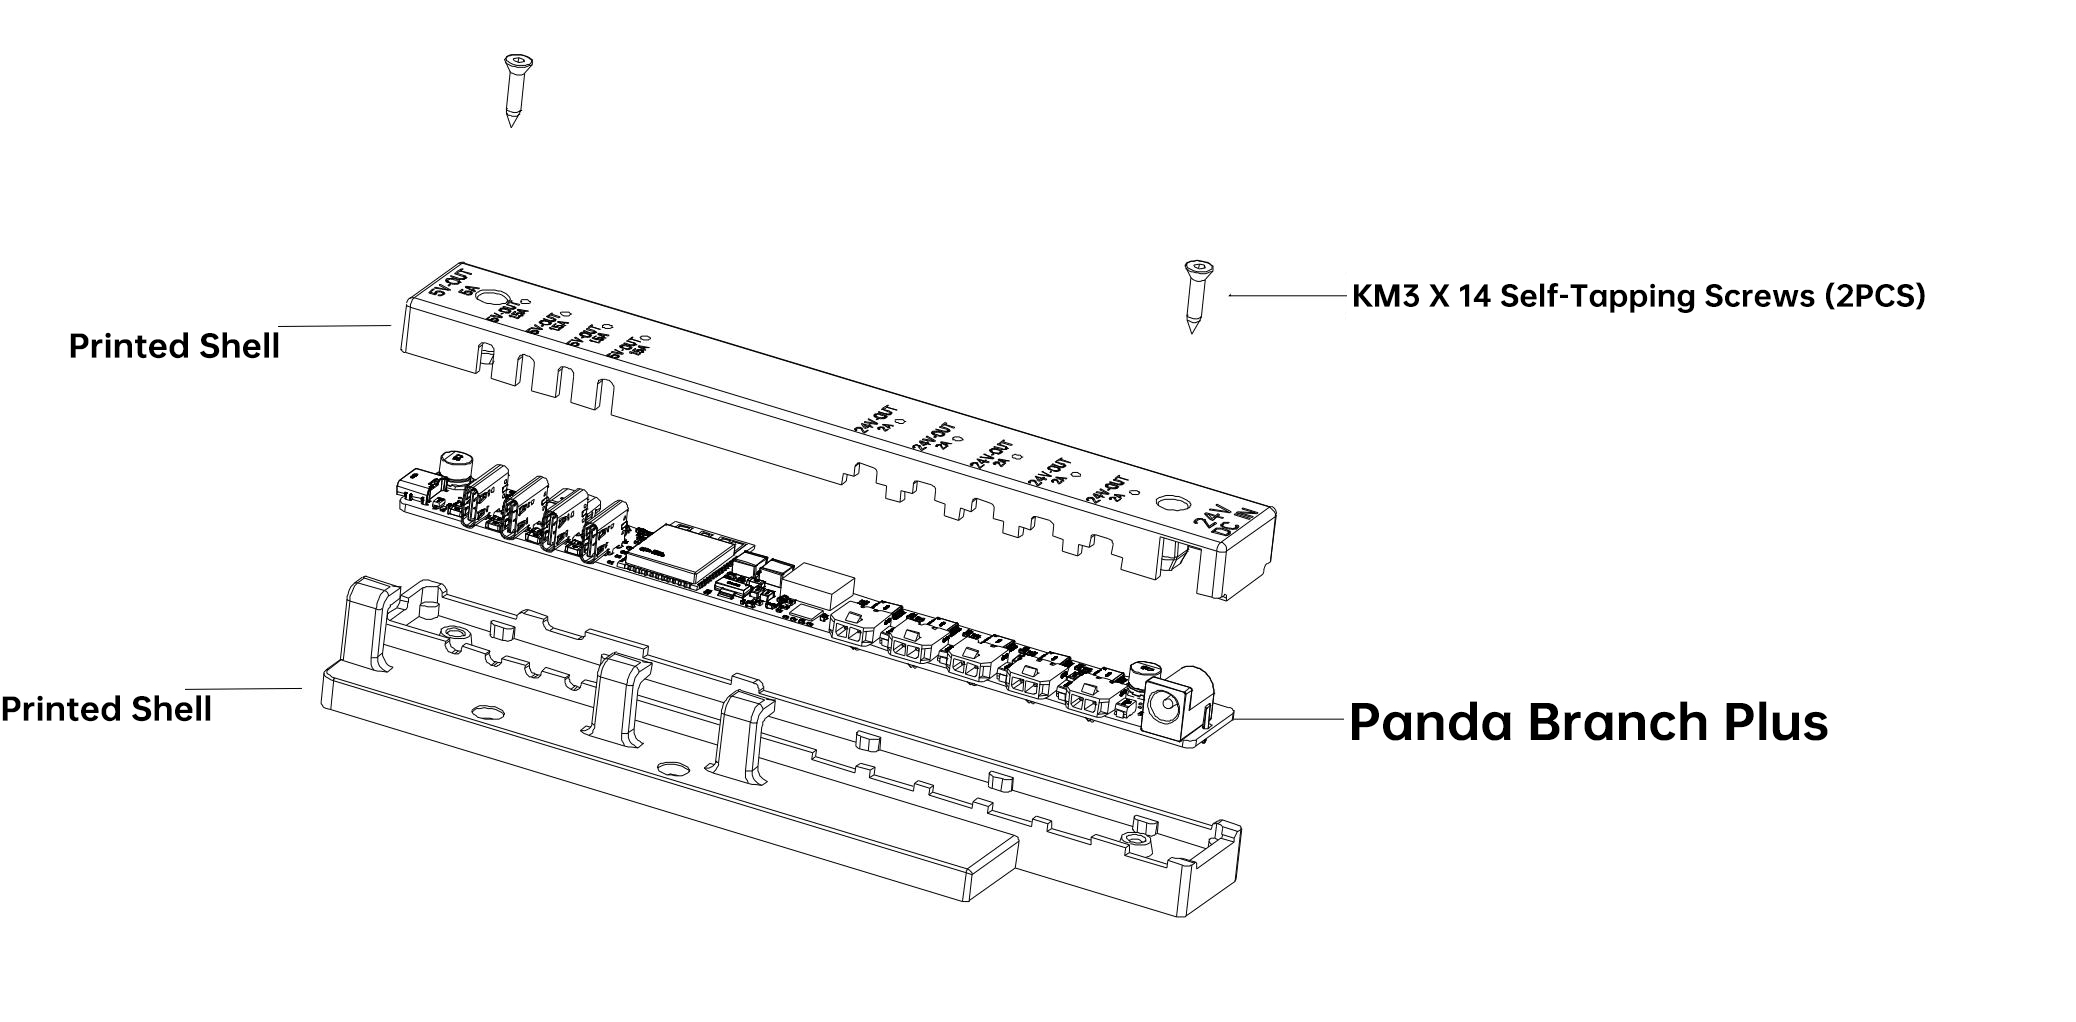 KM3 X 14 Self-Tapping Screws (2PCS)
Printed Shell
5V-OUT
5A
5V-OUT
1.5A
5V-OUT
1.5A
5V-OUT
1.5A
5V-OUT
1.5A
24V-OUT
2A
24V-OUT
2A
24V-OUT
2A
24V-OUT
2A
24V-OUT
2A
24V
DC IN
Printed Shell
Panda Branch Plus